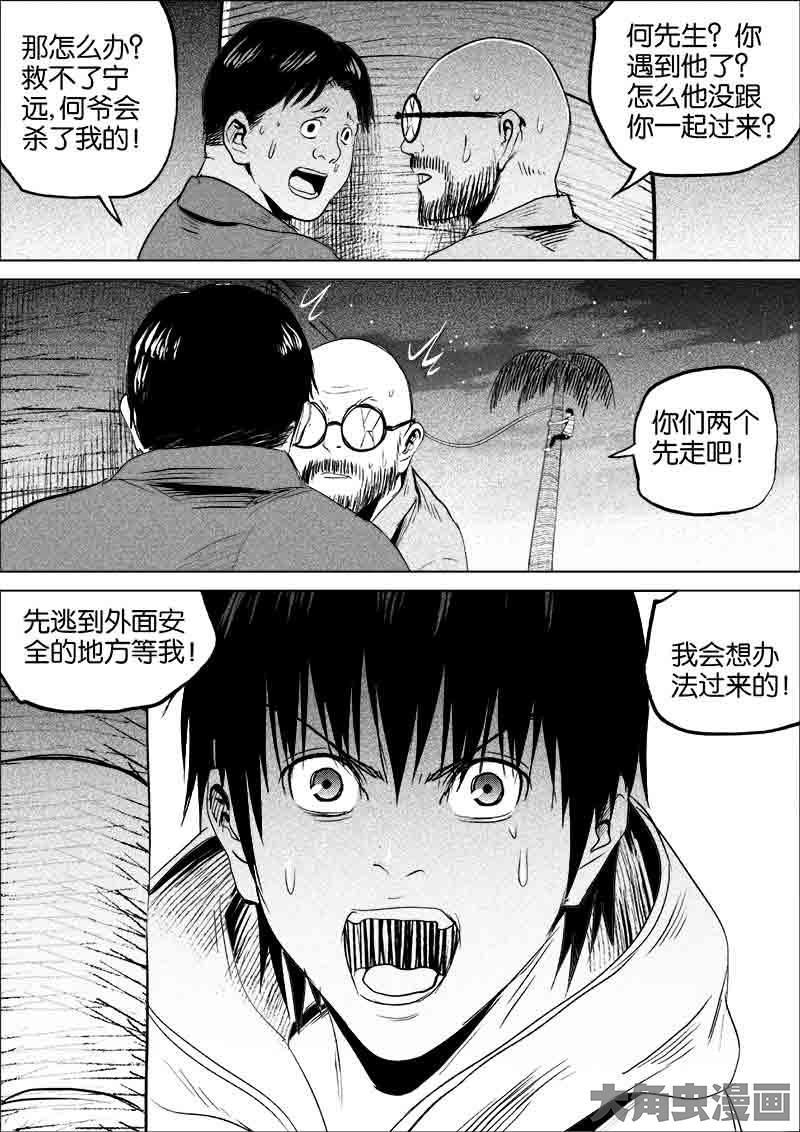 那怎么办？
救不了宁
远,何爷会
杀了我的！
何先生？你
遇到他了？
怎么他没跟
你一起过来？
你们两个
先走吧！
先逃到外面安
全的地方等我！
我会想办
法过来的！
大角虫漫画